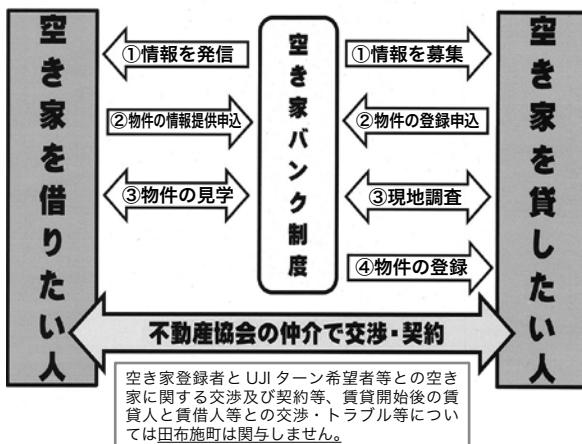 空き家を借りたい人
①情報を発信
②物件の情報提供申込
③物件の見学
空き家バンク制度
①情報を募集
②物件の登録申込
③現地調査
④物件の登録
空き家を貸したい人
不動産協会の仲介で交渉・契約
空き家登録者と UJI ターン希望者等との空き
家に関する交渉及び契約等、賃貸開始後の賃
貸人と賃借人等との交渉・トラブル等につい
ては田布施町は関与しません。